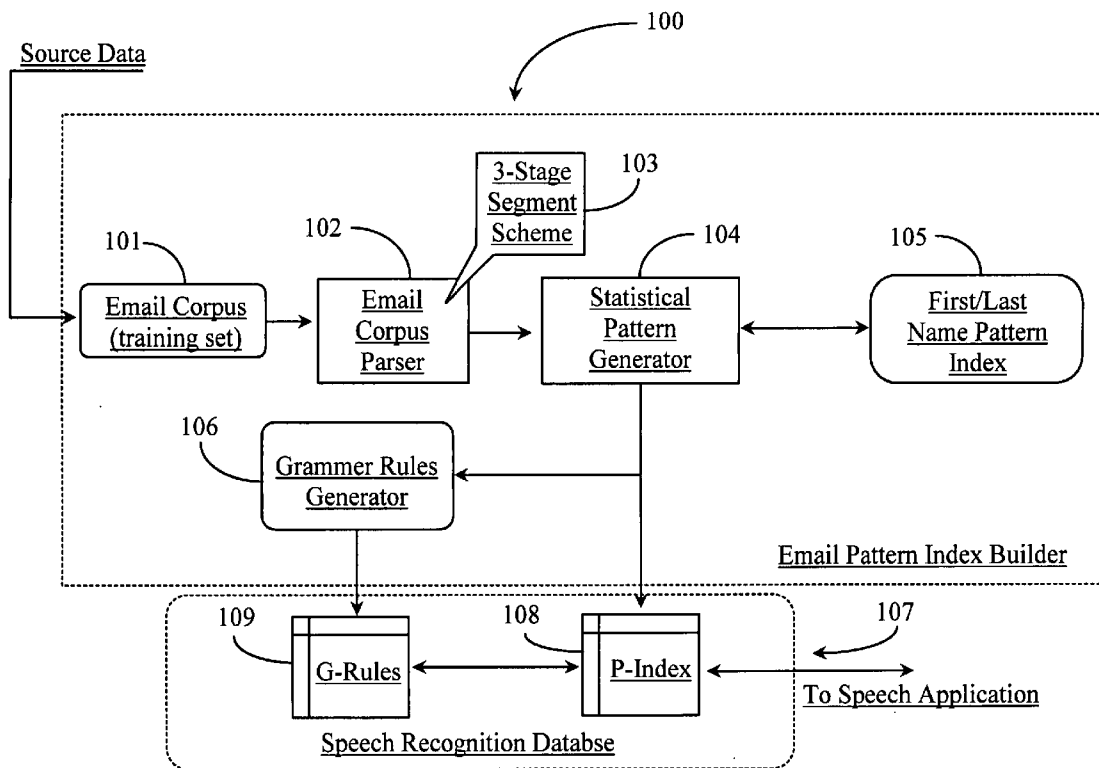 100
Source Data
3-Stage
Segment
Scheme
103
101
102
104
105
Email Corpus
(training set)
Email
Corpus
Parser
Statistical
Pattern
Generator
First/Last
Name Pattern
Index
106
Grammer Rules
Generator
Email Pattern Index Builder
109
G-Rules
108
P-Index
107
To Speech Application
Speech Recognition Databse